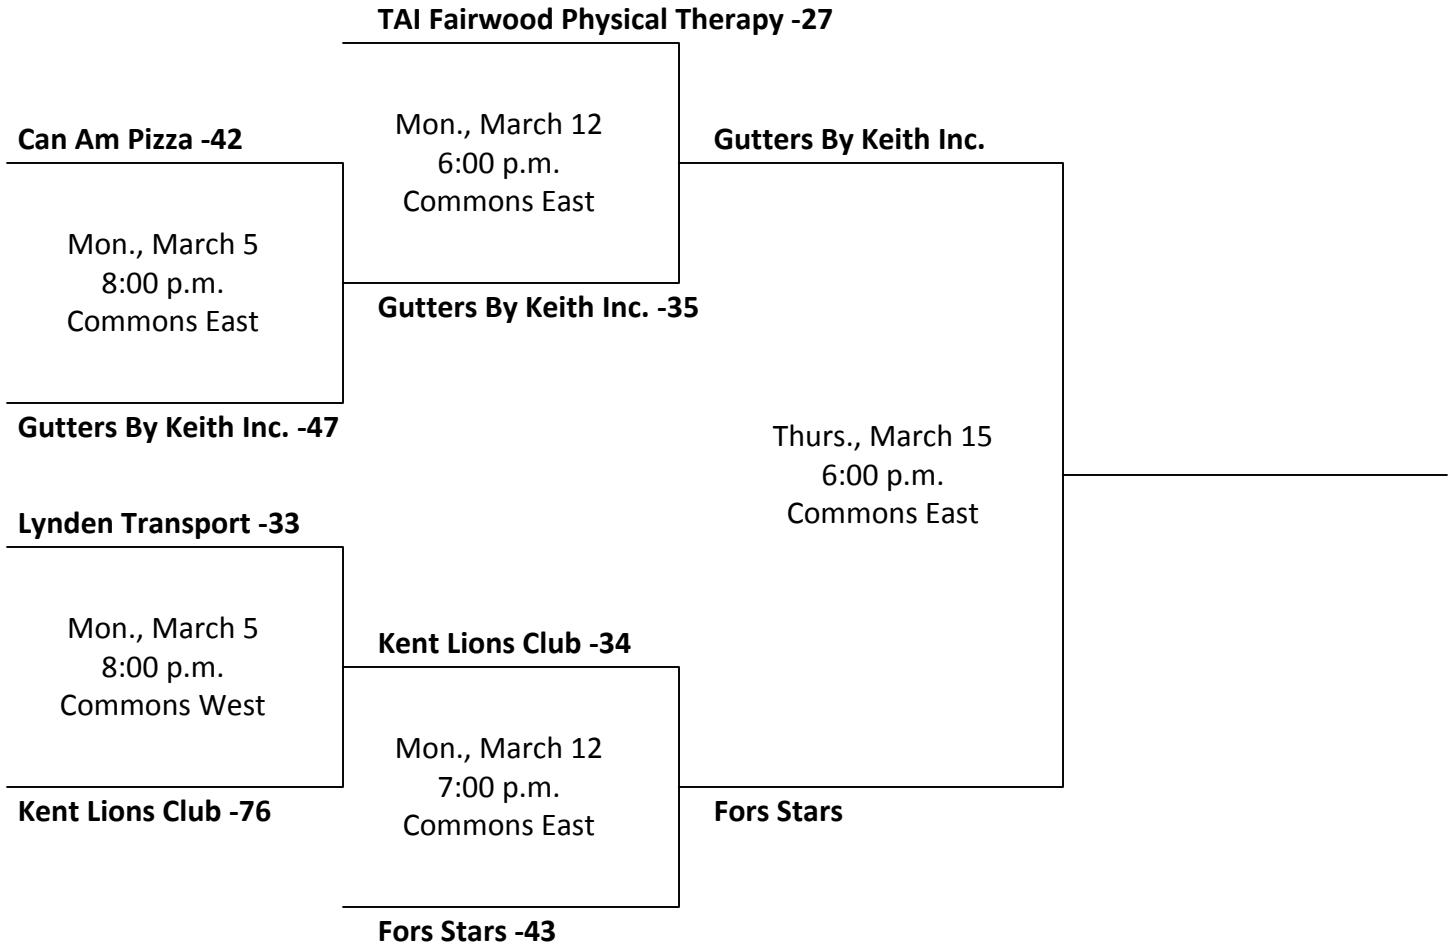 TAI Fairwood Physical Therapy -27
Can Am Pizza -42
Mon., March 12
6:00 p.m.
Commons East
Gutters By Keith Inc.
Mon., March 5
8:00 p.m.
Commons East
Gutters By Keith Inc. -35
Gutters By Keith Inc. -47
Thurs., March 15
6:00 p.m.
Commons East
Lynden Transport -33
Mon., March 5
8:00 p.m.
Commons West
Kent Lions Club -34
Mon., March 12
7:00 p.m.
Commons East
Kent Lions Club -76
Fors Stars
Fors Stars -43